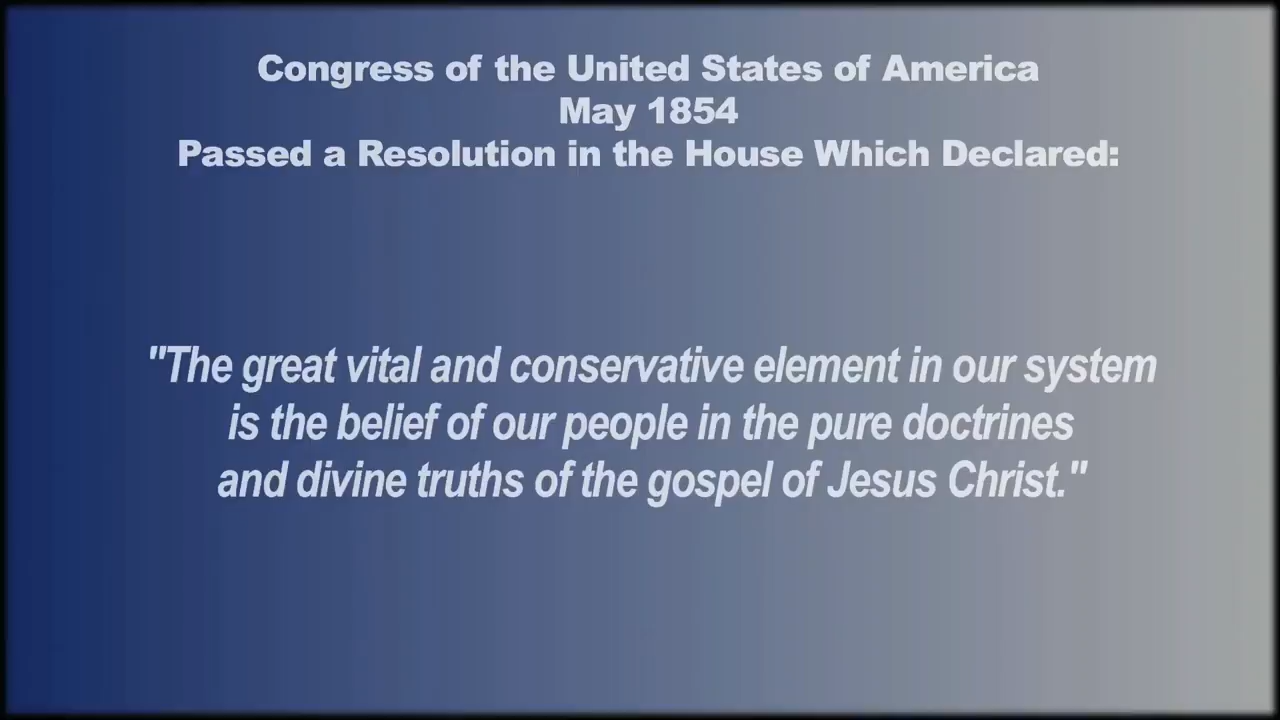 Congress of the United States of America
May 1854
Passed a Resolution in the House Which Declared:
"The great vital and conservative element in our system
is the belief of our people in the pure doctrines
and divine truths of the gospel of Jesus Christ."